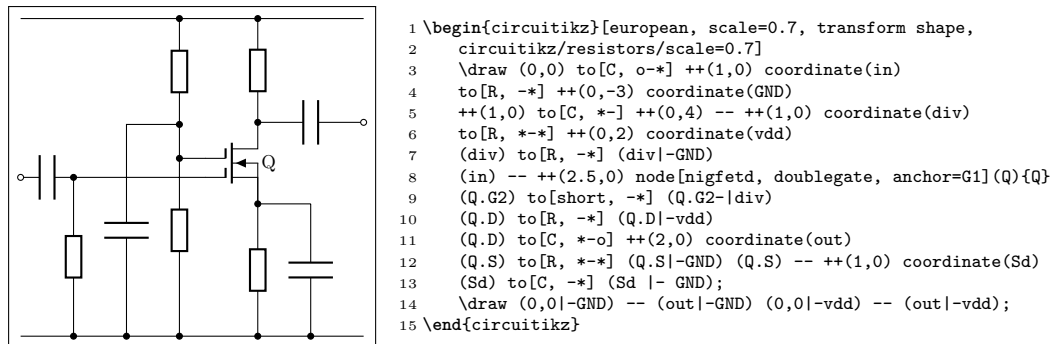 Q
1 \begin{circuitikz}[european, scale=0.7, transform shape,
2 circuitikz/resistors/scale=0.7]
3 \draw (0,0) to[C, o-*] ++(1,0) coordinate(in)
4 to[R, -*] ++(0,-3) coordinate(GND)
5 ++(1,0) to[C, *-] ++(0,4) -- ++(1,0) coordinate(div)
6 to[R, *-*] ++(0,2) coordinate(vdd)
7 (div) to[R, -*] (div|-GND)
8 (in) -- ++(2.5,0) node[nigfetd, doublegate, anchor=G1](Q){Q}
9 (Q.G2) to[short, -*] (Q.G2-|div)
10 (Q.D) to[R, -*] (Q.D|-vdd)
11 (Q.D) to[C, *-o] ++(2,0) coordinate(out)
12 (Q.S) to[R, *-*] (Q.S|-GND) (Q.S) -- ++(1,0) coordinate(Sd)
13 (Sd) to[C, -*] (Sd |- GND);
14 \draw (0,0|-GND) -- (out|-GND) (0,0|-vdd) -- (out|-vdd);
15 \end{circuitikz}